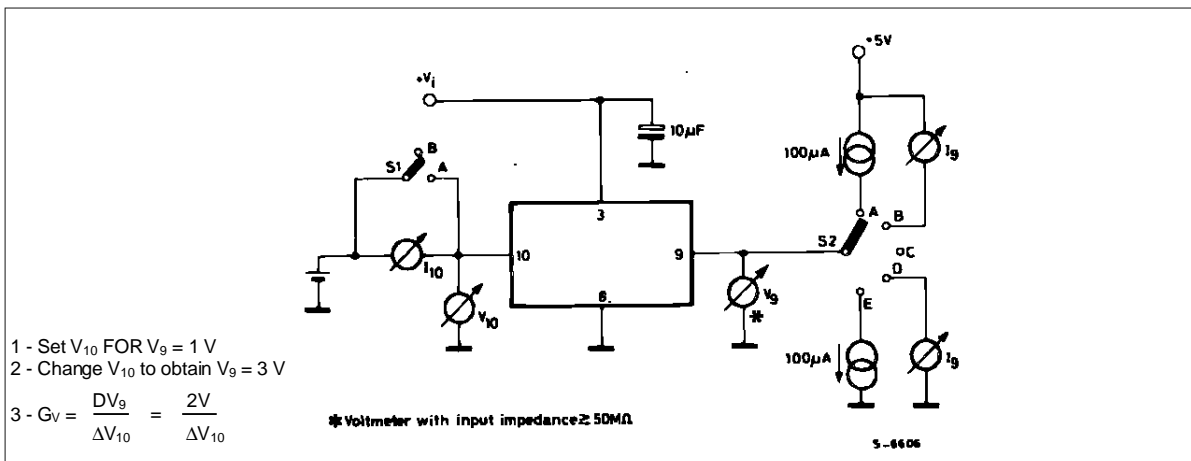 +5V
+Vi
10μF
100μA
I9
B
S1
A
A
B
3
S2
C
10
9
D
I10
6.
V10
V9
*
E
100μA
I9
1 - Set V10 FOR V9 = 1 V
2 - Change V10 to obtain V9 = 3 V
3 - GV = DV9 / ΔV10 = 2V / ΔV10
* Voltmeter with input impedance ≥ 50MΩ
S-6606